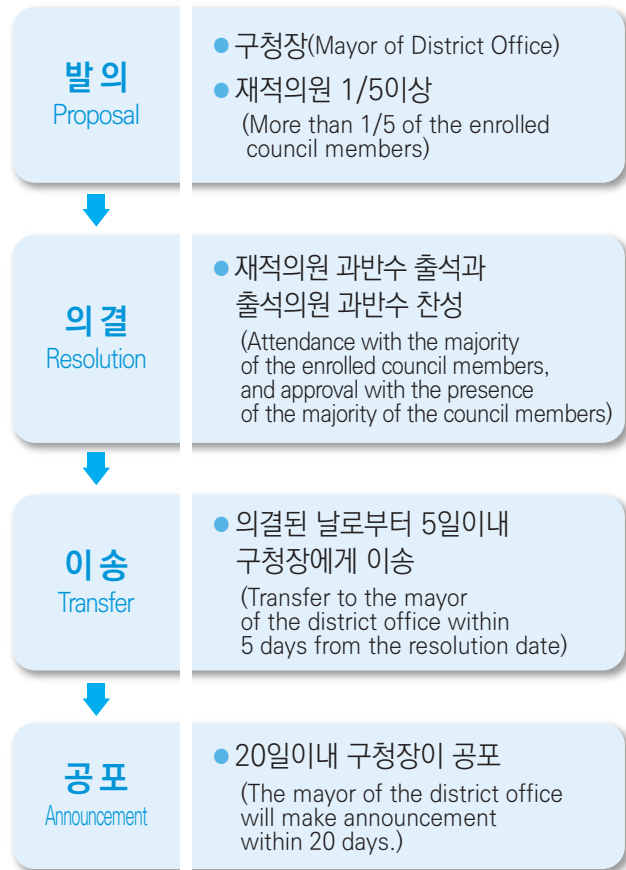 발의
Proposal
● 구청장(Mayor of District Office)
● 재적의원 1/5이상
(More than 1/5 of the enrolled
council members)
의결
Resolution
● 재적의원 과반수 출석과
출석의원 과반수 찬성
(Attendance with the majority
of the enrolled council members,
and approval with the presence
of the majority of the council members)
이송
Transfer
● 의결된 날로부터 5일이내
구청장에게 이송
(Transfer to the mayor
of the district office within
5 days from the resolution date)
공포
Announcement
● 20일이내 구청장이 공포
(The mayor of the district office
will make announcement
within 20 days.)